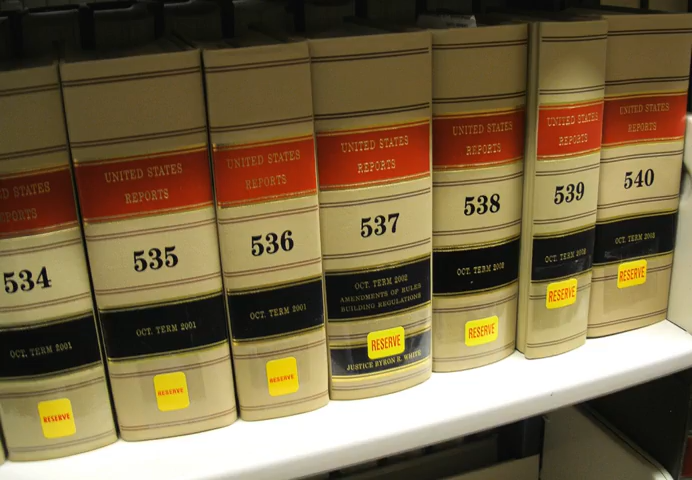 D STATES
PORTS
534
OCT. TERM 2001
RESERVE
UNITED STATES
REPORTS
535
OCT. TERM 2001
RESERVE
UNITED STATES
REPORTS
536
OCT. TERM 2001
RESERVE
UNITED STATES
REPORTS
537
OCT. TERM 2002
AMENDMENTS OF RULES
BUILDING REGULATIONS
RESERVE
JUSTICE BYRON R. WHITE
UNITED STATES
REPORTS
538
OCT. TERM 2002
RESERVE
UNITED STATES
REPORTS
539
OCT. TERM 2002
RESERVE
UNITED STATES
REPORTS
540
OCT. TERM 2003
RESERVE